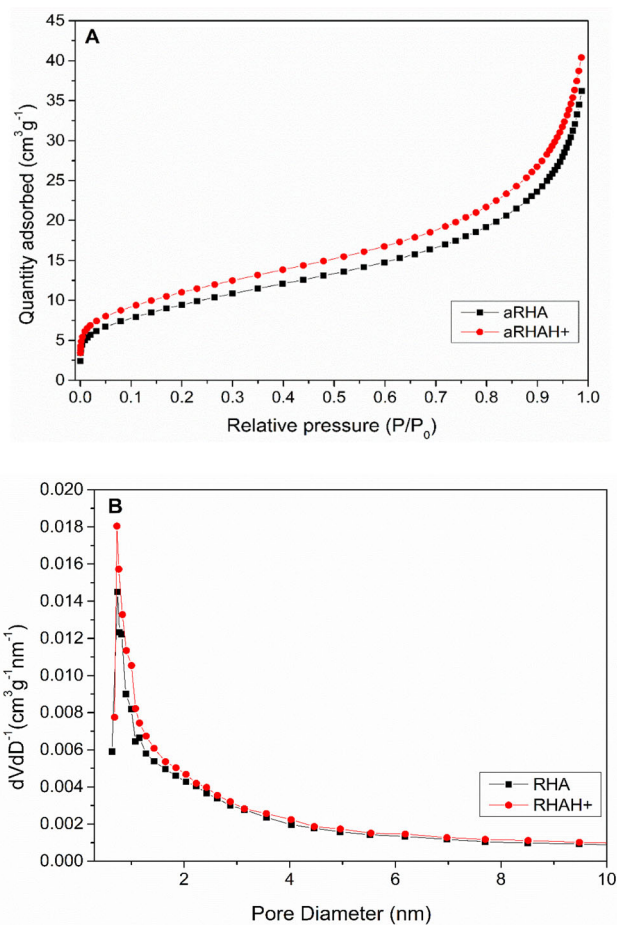 A
45
40
35
30
25
20
15
10
5
0
Quantity adsorbed (cm³g⁻¹)
aRHA
aRHAH+
0.0 0.1 0.2 0.3 0.4 0.5 0.6 0.7 0.8 0.9 1.0
Relative pressure (P/P₀)
B
0.020
0.018
0.016
0.014
0.012
0.010
0.008
0.006
0.004
0.002
0.000
dVdD⁻¹(cm³g⁻¹nm⁻¹)
RHA
RHAH+
2 4 6 8 10
Pore Diameter (nm)